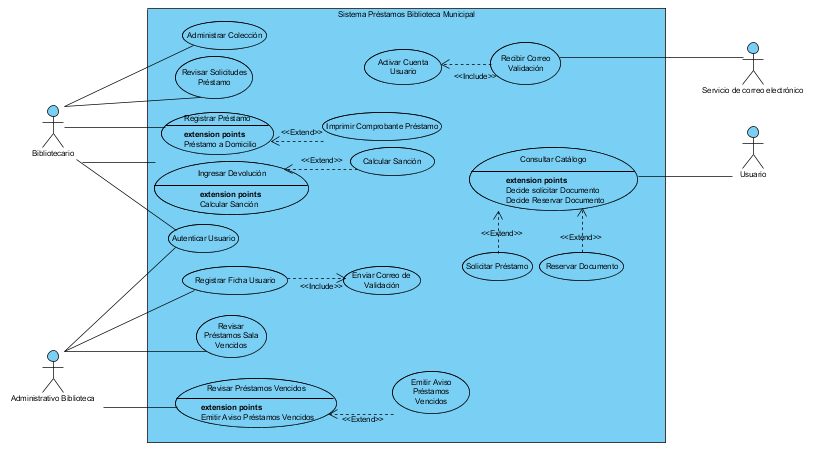 Sistema Préstamos Biblioteca Municipal
Administrar Colección
Revisar Solicitudes
Préstamo
Activar Cuenta
Usuario
<<Include>>
Recibir Correo
Validación
Servicio de correo electrónico
Bibliotecario
Registrar Préstamo
extension points
Préstamo a Domicilio
<<Extend>>
Imprimir Comprobante Préstamo
Ingresar Devolución
extension points
Calcular Sanción
<<Extend>>
Calcular Sanción
Consultar Catálogo
extension points
Decide solicitar Documento
Decide Reservar Documento
Usuario
Autenticar Usuario
<<Extend>>
<<Extend>>
Solicitar Préstamo
Reservar Documento
Registrar Ficha Usuario
<<Include>>
Enviar Correo de
Validación
Revisar
Préstamos Sala
Vencidos
Administrativo Biblioteca
Revisar Préstamos Vencidos
extension points
Emitir Aviso Préstamos Vencidos
<<Extend>>
Emitir Aviso
Préstamos
Vencidos